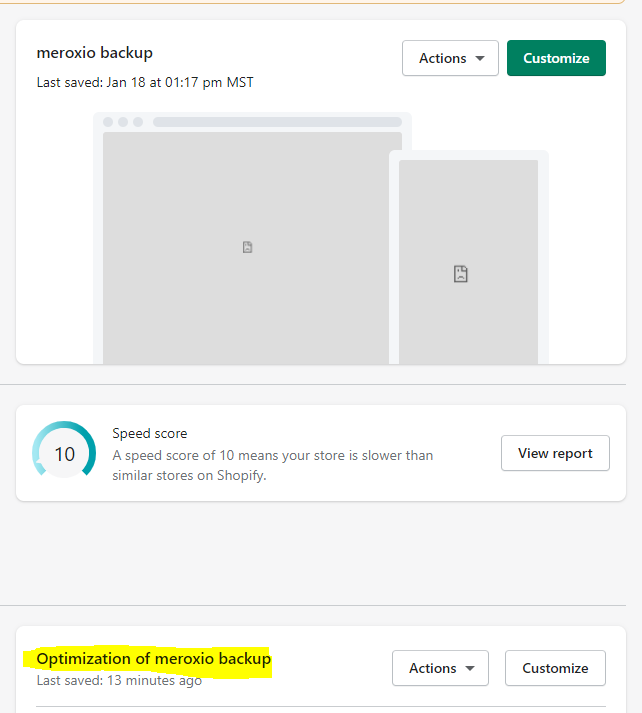 meroxio backup
Actions
Customize
Last saved: Jan 18 at 01:17 pm MST
10
Speed score
A speed score of 10 means your store is slower than
similar stores on Shopify.
View report
Optimization of meroxio backup
Last saved: 13 minutes ago
Actions
Customize